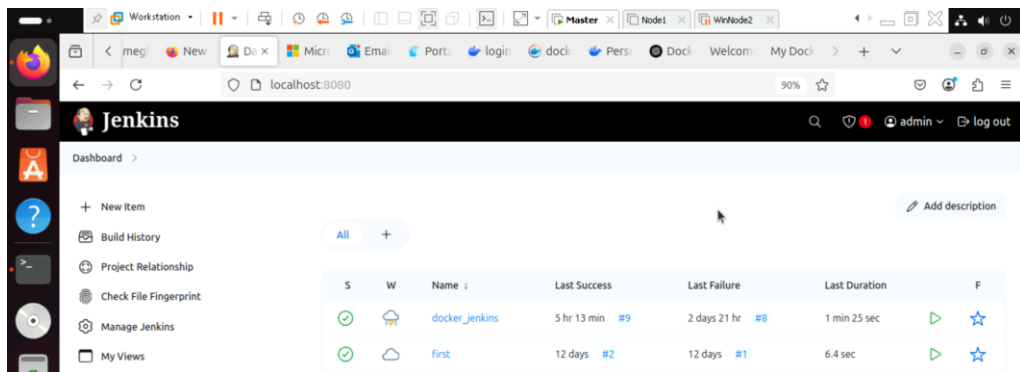 Workstation
Master
Node1
WinNode2
meg
New
Da
Micr
Emai
Port
login
dock
Pers
Dock
Welcom
My Dock
localhost:8080
90%
Jenkins
1
admin
log out
Dashboard
New Item
Add description
Build History
All
+
Project Relationship
Check File Fingerprint
S W Name ↓ Last Success Last Failure Last Duration F
Manage Jenkins
docker_jenkins 5 hr 13 min #9 2 days 21 hr #8 1 min 25 sec
My Views
first 12 days #2 12 days #1 6.4 sec